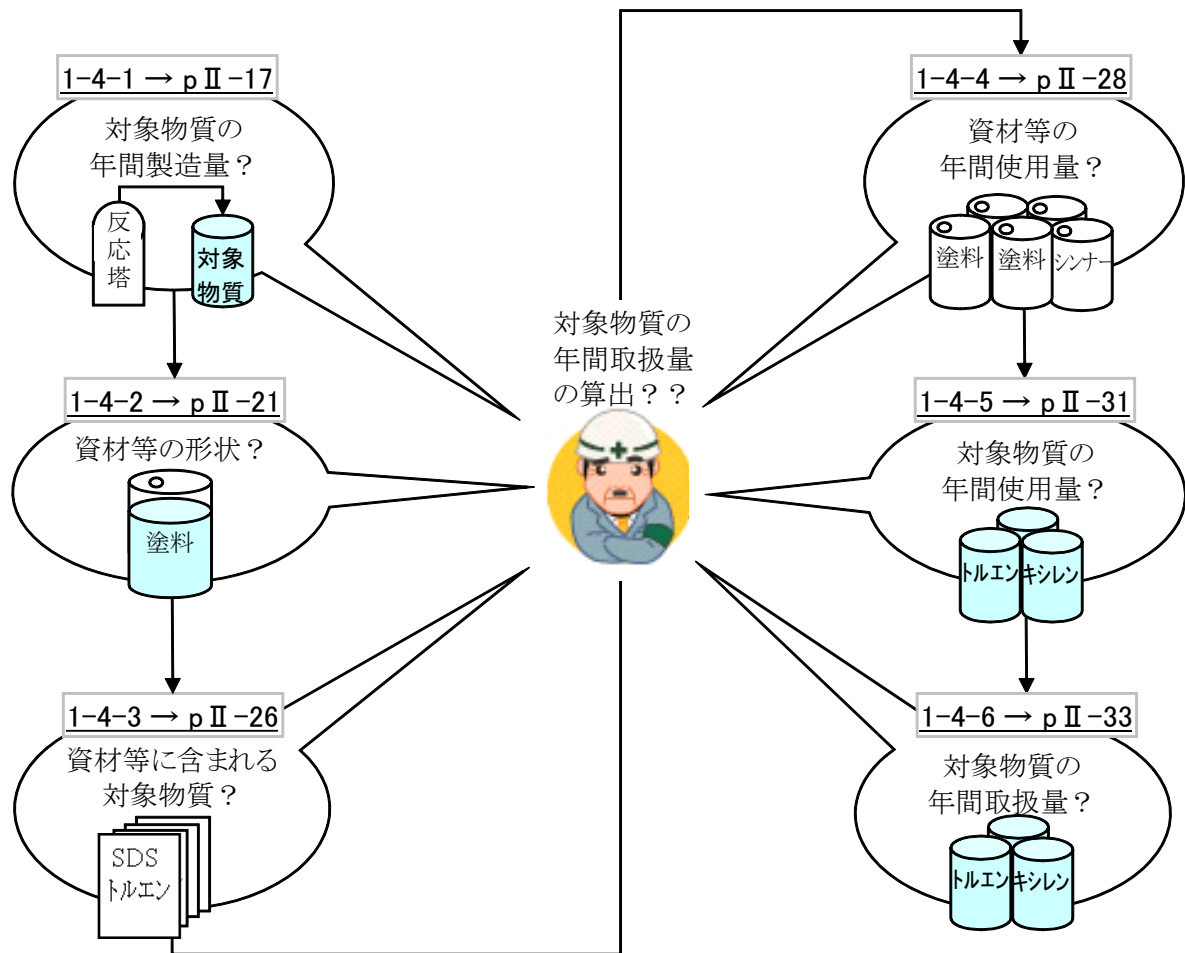 1-4-1 → pⅡ-17
対象物質の
年間製造量？
反応塔
対象
物質
1-4-2 → pⅡ-21
資材等の形状？
塗料
1-4-3 → pⅡ-26
資材等に含まれる
対象物質？
SDS
トルエン
対象物質の
年間取扱量
の算出？？
1-4-4 → pⅡ-28
資材等の
年間使用量？
塗料
塗料
シンナー
1-4-5 → pⅡ-31
対象物質の
年間使用量？
トルエン
キシレン
1-4-6 → pⅡ-33
対象物質の
年間取扱量？
トルエン
キシレン